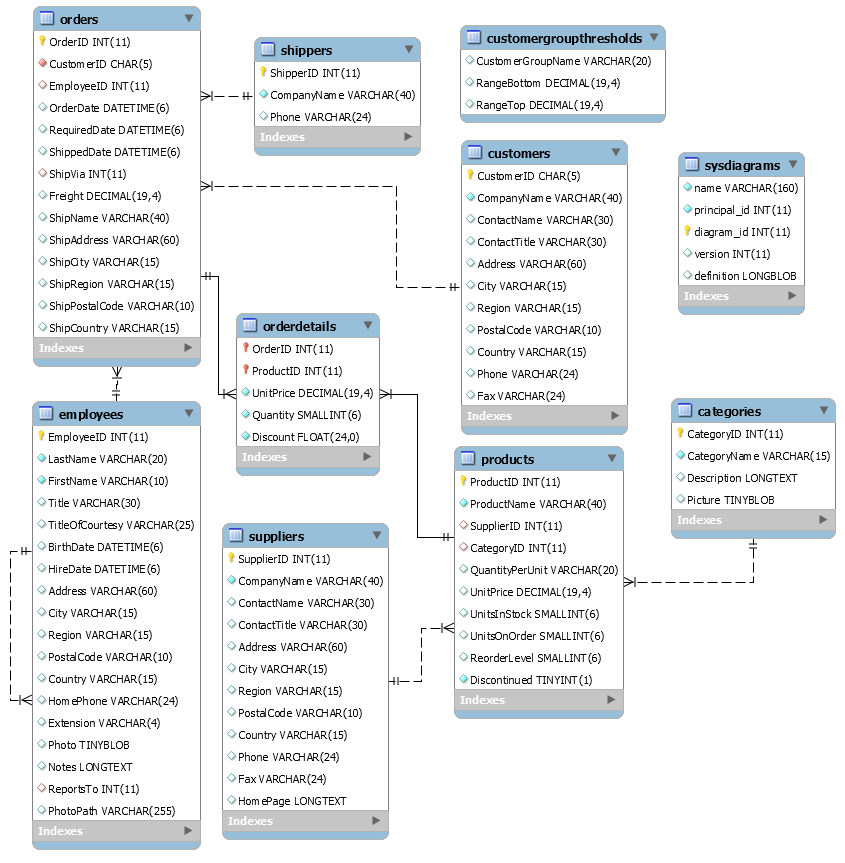 orders
OrderID INT(11)
CustomerID CHAR(5)
EmployeeID INT(11)
OrderDate DATETIME(6)
RequiredDate DATETIME(6)
ShippedDate DATETIME(6)
ShipVia INT(11)
Freight DECIMAL(19,4)
ShipName VARCHAR(40)
ShipAddress VARCHAR(60)
ShipCity VARCHAR(15)
ShipRegion VARCHAR(15)
ShipPostalCode VARCHAR(10)
ShipCountry VARCHAR(15)
Indexes
shippers
ShipperID INT(11)
CompanyName VARCHAR(40)
Phone VARCHAR(24)
Indexes
customergroupthresholds
CustomerGroupName VARCHAR(20)
RangeBottom DECIMAL(19,4)
RangeTop DECIMAL(19,4)
customers
CustomerID CHAR(5)
CompanyName VARCHAR(40)
ContactName VARCHAR(30)
ContactTitle VARCHAR(30)
Address VARCHAR(60)
City VARCHAR(15)
Region VARCHAR(15)
PostalCode VARCHAR(10)
Country VARCHAR(15)
Phone VARCHAR(24)
Fax VARCHAR(24)
Indexes
sysdiagrams
name VARCHAR(160)
principal_id INT(11)
diagram_id INT(11)
version INT(11)
definition LONGBLOB
Indexes
orderdetails
OrderID INT(11)
ProductID INT(11)
UnitPrice DECIMAL(19,4)
Quantity SMALLINT(6)
Discount FLOAT(24,0)
Indexes
employees
EmployeeID INT(11)
LastName VARCHAR(20)
FirstName VARCHAR(10)
Title VARCHAR(30)
TitleOfCourtesy VARCHAR(25)
BirthDate DATETIME(6)
HireDate DATETIME(6)
Address VARCHAR(60)
City VARCHAR(15)
Region VARCHAR(15)
PostalCode VARCHAR(10)
Country VARCHAR(15)
HomePhone VARCHAR(24)
Extension VARCHAR(4)
Photo TINYBLOB
Notes LONGTEXT
ReportsTo INT(11)
PhotoPath VARCHAR(255)
Indexes
suppliers
SupplierID INT(11)
CompanyName VARCHAR(40)
ContactName VARCHAR(30)
ContactTitle VARCHAR(30)
Address VARCHAR(60)
City VARCHAR(15)
Region VARCHAR(15)
PostalCode VARCHAR(10)
Country VARCHAR(15)
Phone VARCHAR(24)
Fax VARCHAR(24)
HomePage LONGTEXT
Indexes
products
ProductID INT(11)
ProductName VARCHAR(40)
SupplierID INT(11)
CategoryID INT(11)
QuantityPerUnit VARCHAR(20)
UnitPrice DECIMAL(19,4)
UnitsInStock SMALLINT(6)
UnitsOnOrder SMALLINT(6)
ReorderLevel SMALLINT(6)
Discontinued TINYINT(1)
Indexes
categories
CategoryID INT(11)
CategoryName VARCHAR(15)
Description LONGTEXT
Picture TINYBLOB
Indexes